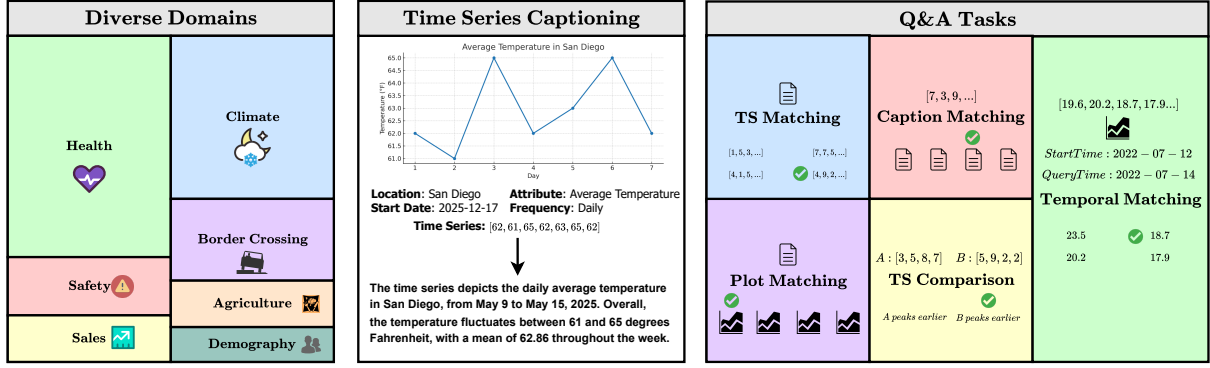 Diverse Domains
Health
Climate
Border Crossing
Safety
Agriculture
Sales
Demography
Time Series Captioning
Average Temperature in San Diego
Temperature (°F)
65.0
64.5
64.0
63.5
63.0
62.5
62.0
61.5
61.0
1 2 3 4 5 6 7
Day
Location: San Diego Attribute: Average Temperature
Start Date: 2025-12-17 Frequency: Daily
Time Series: [62, 61, 65, 62, 63, 65, 62]
The time series depicts the daily average temperature
in San Diego, from May 9 to May 15, 2025. Overall,
the temperature fluctuates between 61 and 65 degrees
Fahrenheit, with a mean of 62.86 throughout the week.
Q&A Tasks
TS Matching
[1, 5, 3, ...] [7, 7, 5, ...]
[4, 1, 5, ...] [4, 9, 2, ...]
[7, 3, 9, ...]
Caption Matching
Plot Matching
A : [3, 5, 8, 7] B : [5, 9, 2, 2]
TS Comparison
A peaks earlier B peaks earlier
[19.6, 20.2, 18.7, 17.9...]
StartTime : 2022 − 07 − 12
QueryTime : 2022 − 07 − 14
Temporal Matching
23.5 18.7
20.2 17.9